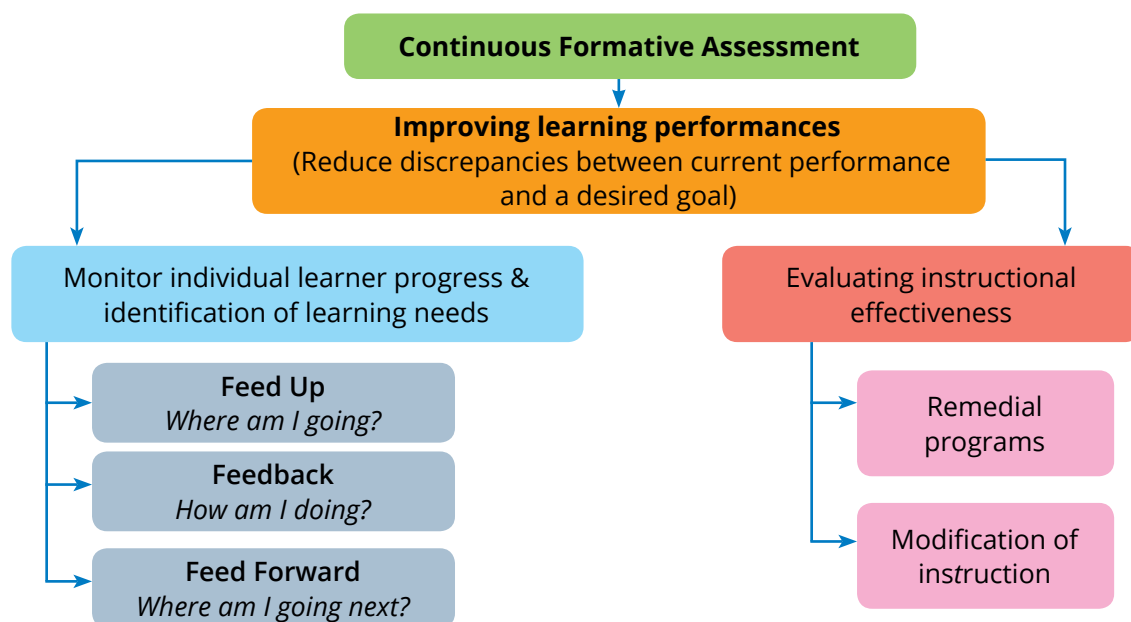 Continuous Formative Assessment
Improving learning performances
(Reduce discrepancies between current performance
and a desired goal)
Monitor individual learner progress &
identification of learning needs
Feed Up
Where am I going?
Feedback
How am I doing?
Feed Forward
Where am I going next?
Evaluating instructional
effectiveness
Remedial
programs
Modification of
instruction